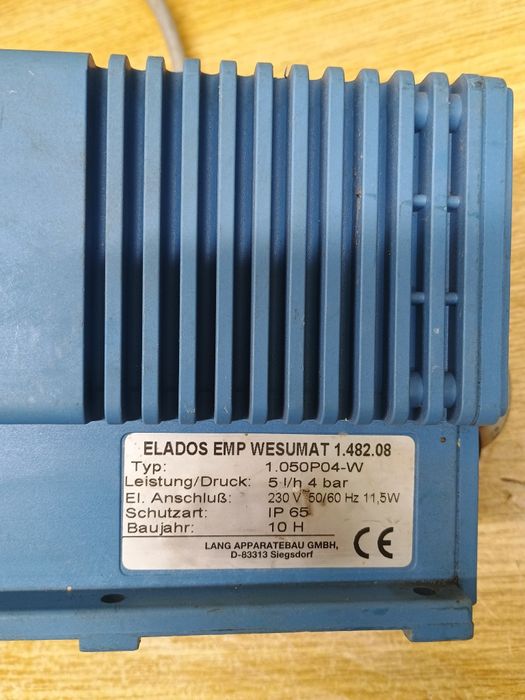 ELADOS EMP WESUMAT 1.482.08
Typ: 1.050P04-W
Leistung/Druck: 5 l/h 4 bar
El. Anschluß: 230 V 50/60 Hz 11,5W
Schutzart: IP 65
Baujahr: 10 H
LANG APPARATEBAU GMBH,
D-83313 Siegsdorf
CE